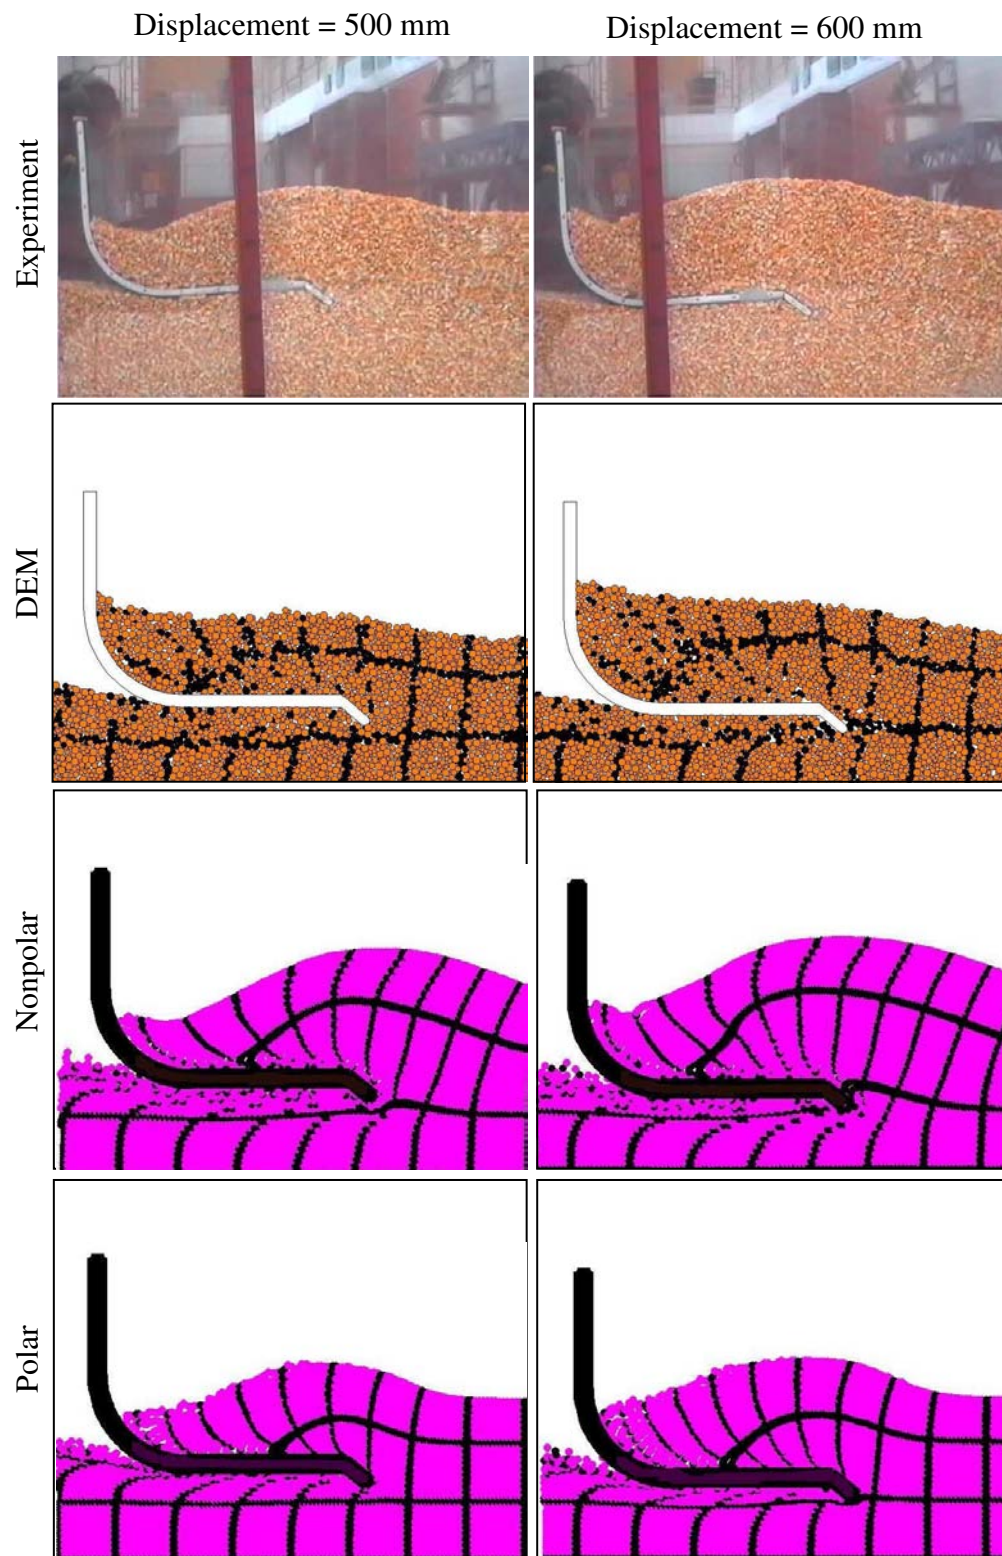 Displacement = 500 mm
Displacement = 600 mm
Experiment
DEM
Nonpolar
Polar